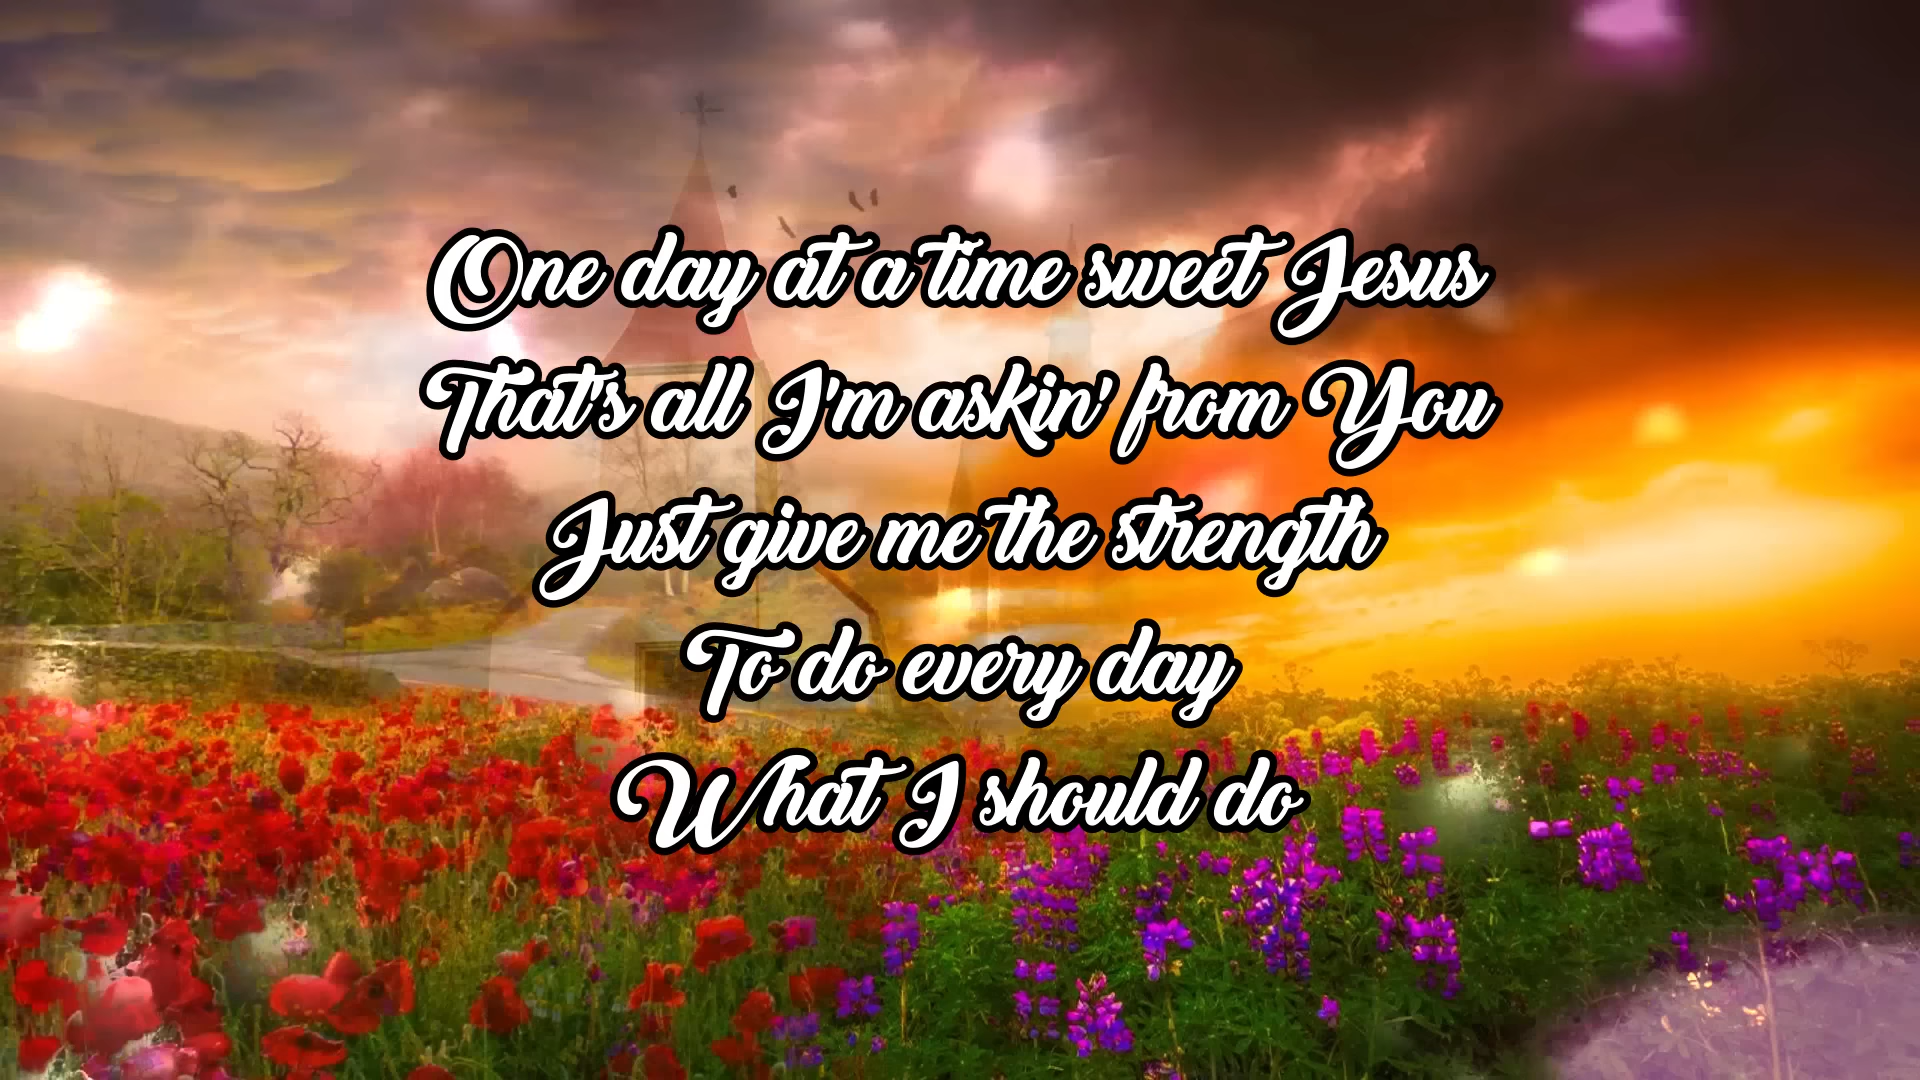 One day at a time sweet Jesus
That's all I'm askin' from You
Just give me the strength
To do every day
What I should do